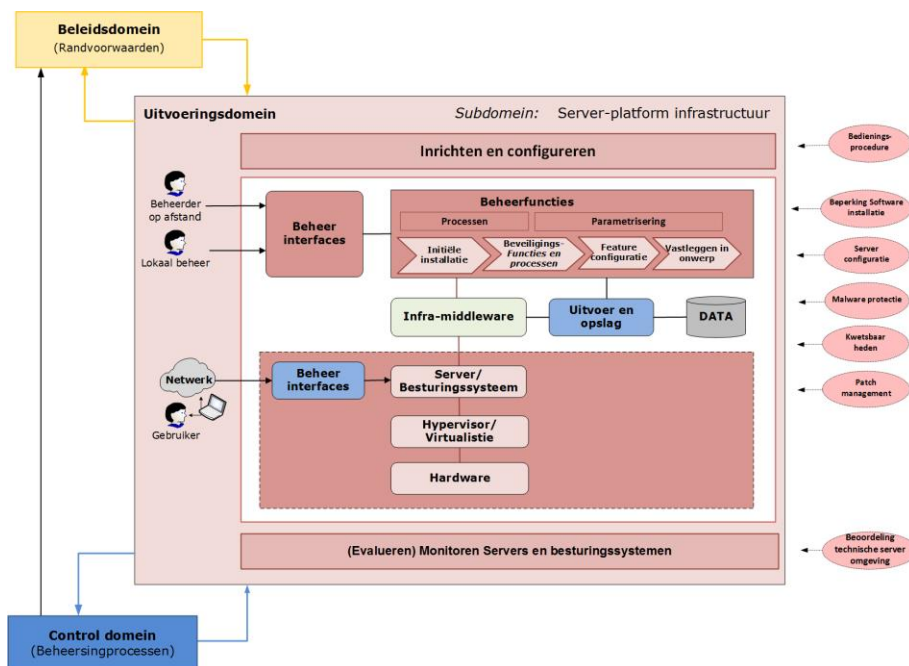 Beleidsdomein
(Randvoorwaarden)
Uitvoeringsdomein
Subdomein: Server-platform infrastructuur
Inrichten en configureren
Bedienings-
procedure
Beheerder
op afstand
Lokaal beheer
Beheer
interfaces
Beheerfuncties
Processen
Parametrisering
Initiële
installatie
Beveiligings-
Functies en
processen
Feature
configuratie
Vastleggen in
onwerp
Beperking Software
installatie
Server
configuratie
Malware protectie
Kwetsbaar
heden
Patch
management
Infra-middleware
Uitvoer en
opslag
DATA
Netwerk
Gebruiker
Beheer
interfaces
Server/
Besturingssysteem
Hypervisor/
Virtualistie
Hardware
(Evalueren) Monitoren Servers en besturingssystemen
Beoordeling
technische server
omgeving
Control domein
(Beheersingprocessen)